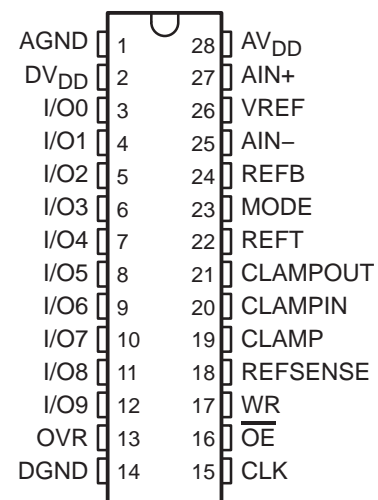 AGND 1 28 AVDD
DVDD 2 27 AIN+
I/O0 3 26 VREF
I/O1 4 25 AIN−
I/O2 5 24 REFB
I/O3 6 23 MODE
I/O4 7 22 REFT
I/O5 8 21 CLAMPOUT
I/O6 9 20 CLAMPIN
I/O7 10 19 CLAMP
I/O8 11 18 REFSENSE
I/O9 12 17 WR
OVR 13 16 OE
DGND 14 15 CLK